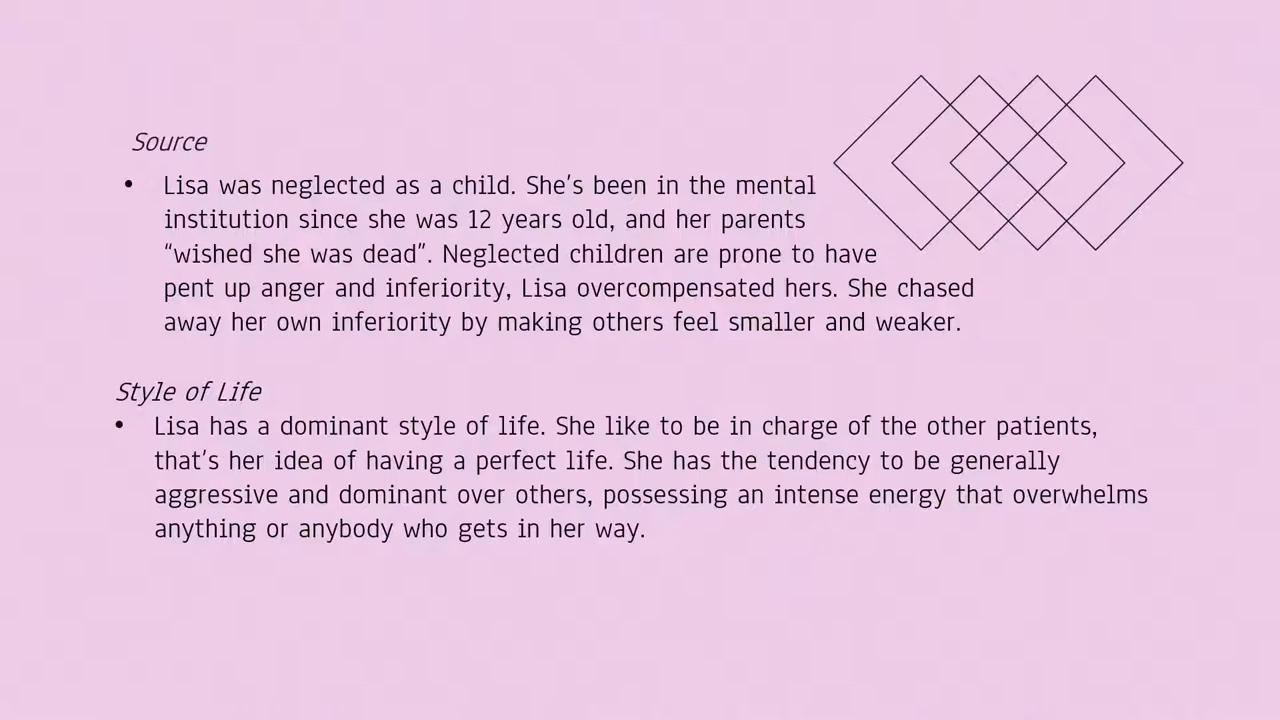 Source
• Lisa was neglected as a child. She's been in the mental
institution since she was 12 years old, and her parents
“wished she was dead”. Neglected children are prone to have
pent up anger and inferiority, Lisa overcompensated hers. She chased
away her own inferiority by making others feel smaller and weaker.
Style of Life
• Lisa has a dominant style of life. She like to be in charge of the other patients,
that's her idea of having a perfect life. She has the tendency to be generally
aggressive and dominant over others, possessing an intense energy that overwhelms
anything or anybody who gets in her way.